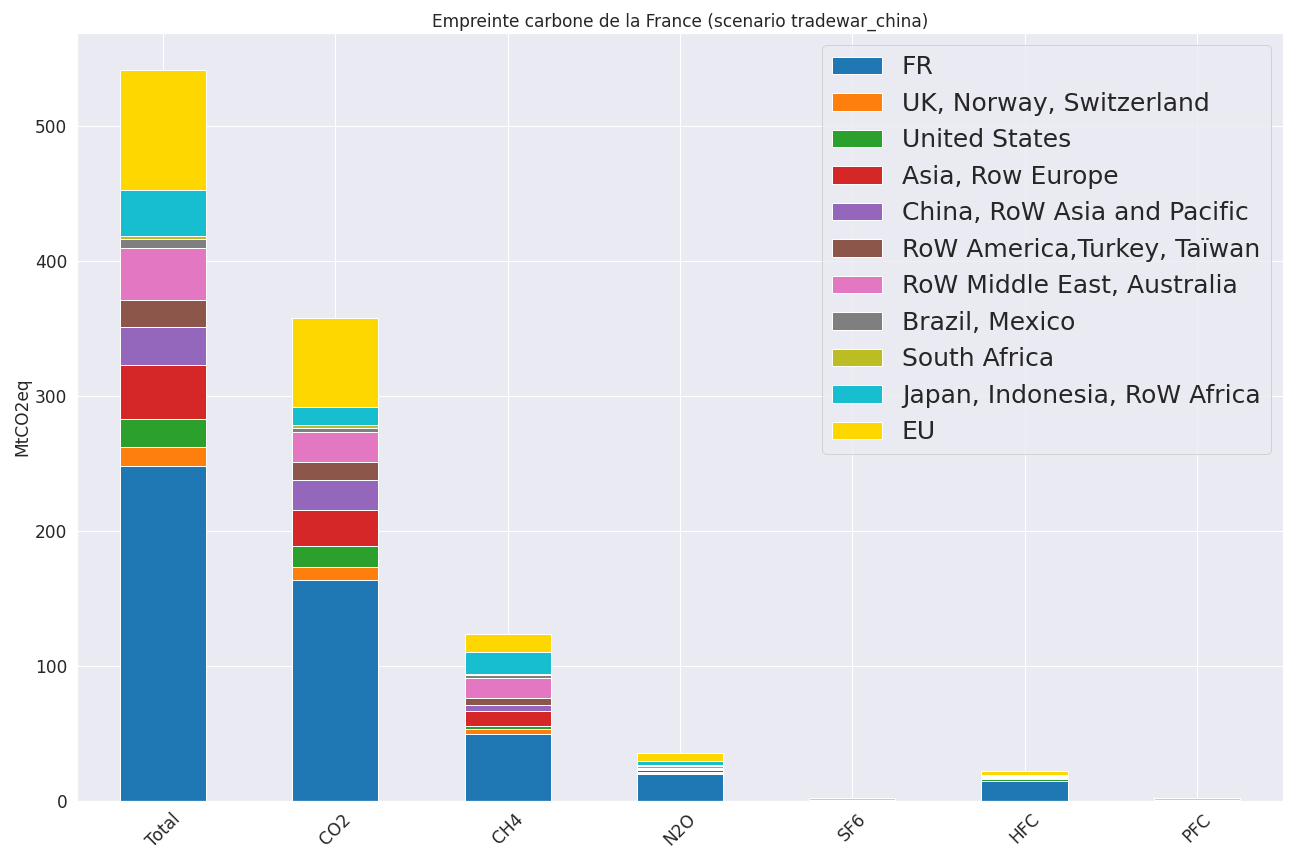 Empreinte carbone de la France (scenario tradewar_china)
MtCO2eq
500
400
300
200
100
0
FR
UK, Norway, Switzerland
United States
Asia, Row Europe
China, RoW Asia and Pacific
RoW America,Turkey, Taïwan
RoW Middle East, Australia
Brazil, Mexico
South Africa
Japan, Indonesia, RoW Africa
EU
Total
CO2
CH4
N2O
SF6
HFC
PFC